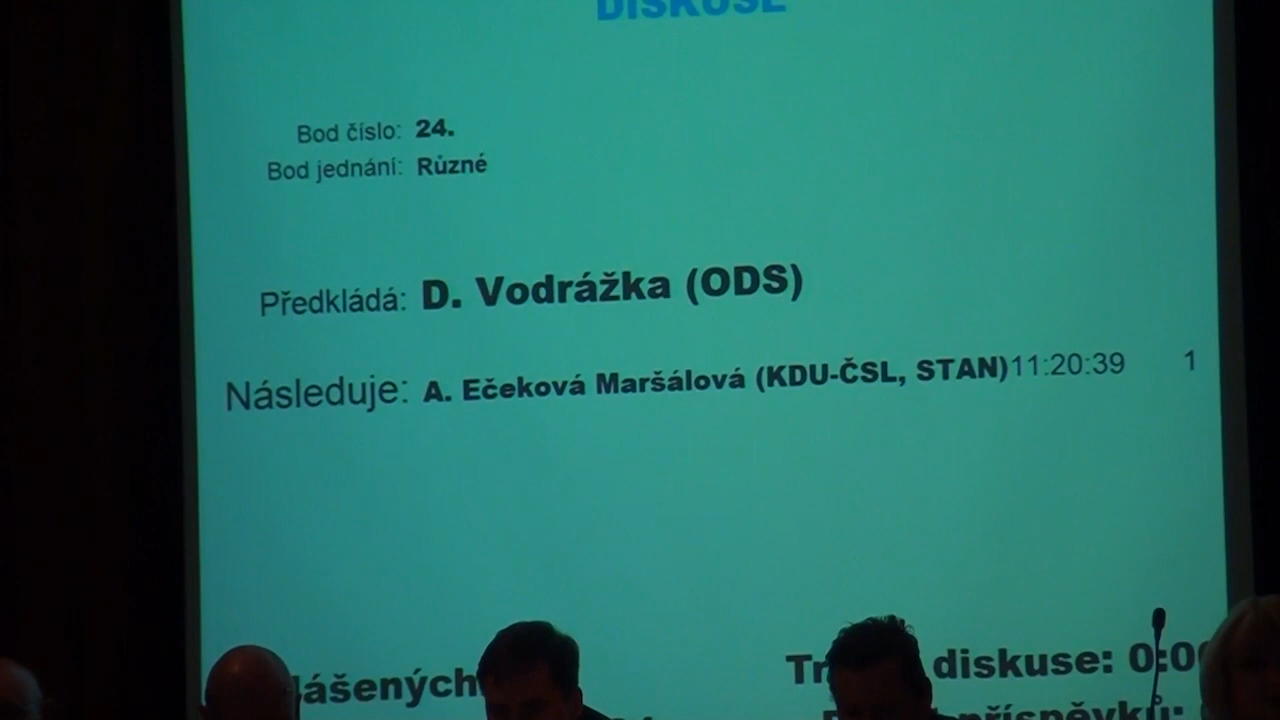 DISKUSE
Bod číslo: 24.
Bod jednání: Různé
Předkládá: D. Vodrážka (ODS)
Následuje: A. Ečeková Maršálová (KDU-ČSL, STAN) 11:20:39 1
diskuse: